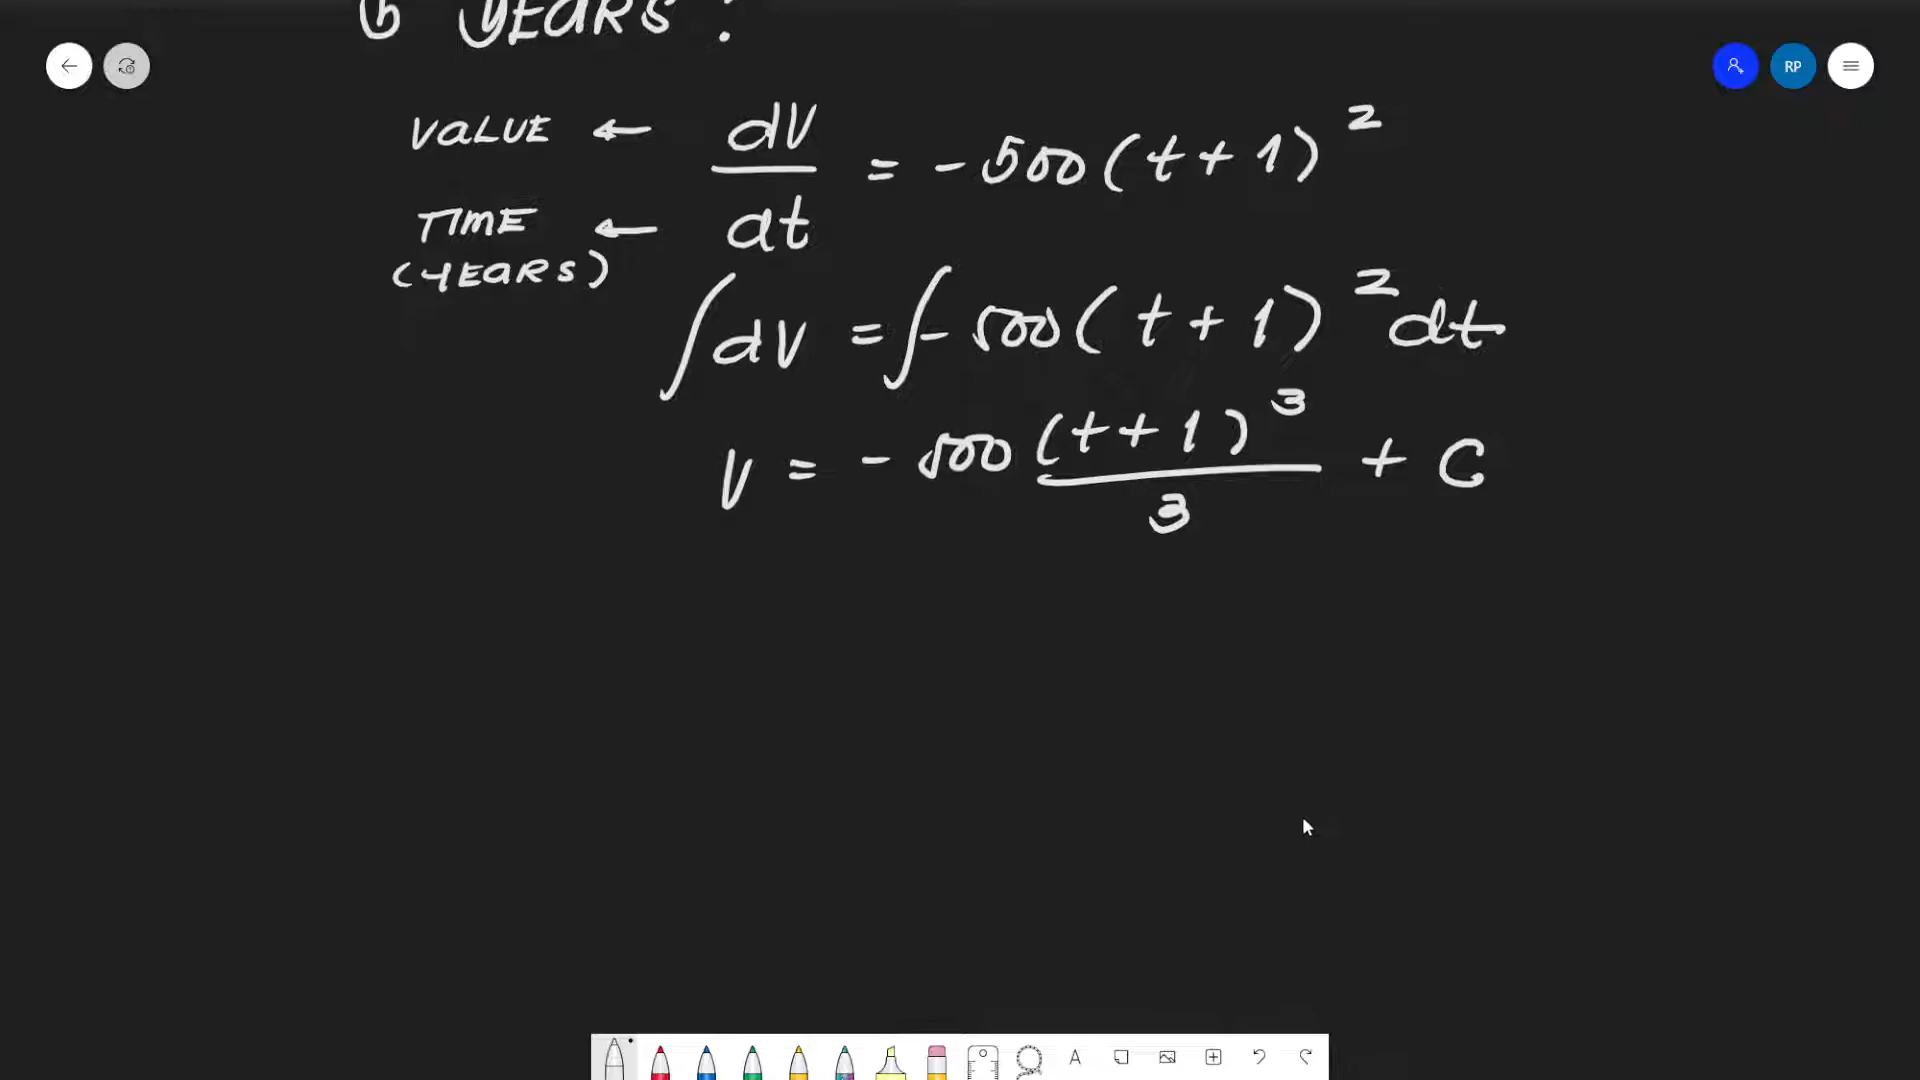 5 YEARS?
RP
VALUE ← dV/dt = -500(t+1)^2
TIME ←
(YEARS)
∫dV = ∫-500(t+1)^2 dt
V = -500 (t+1)^3/3 + C
A